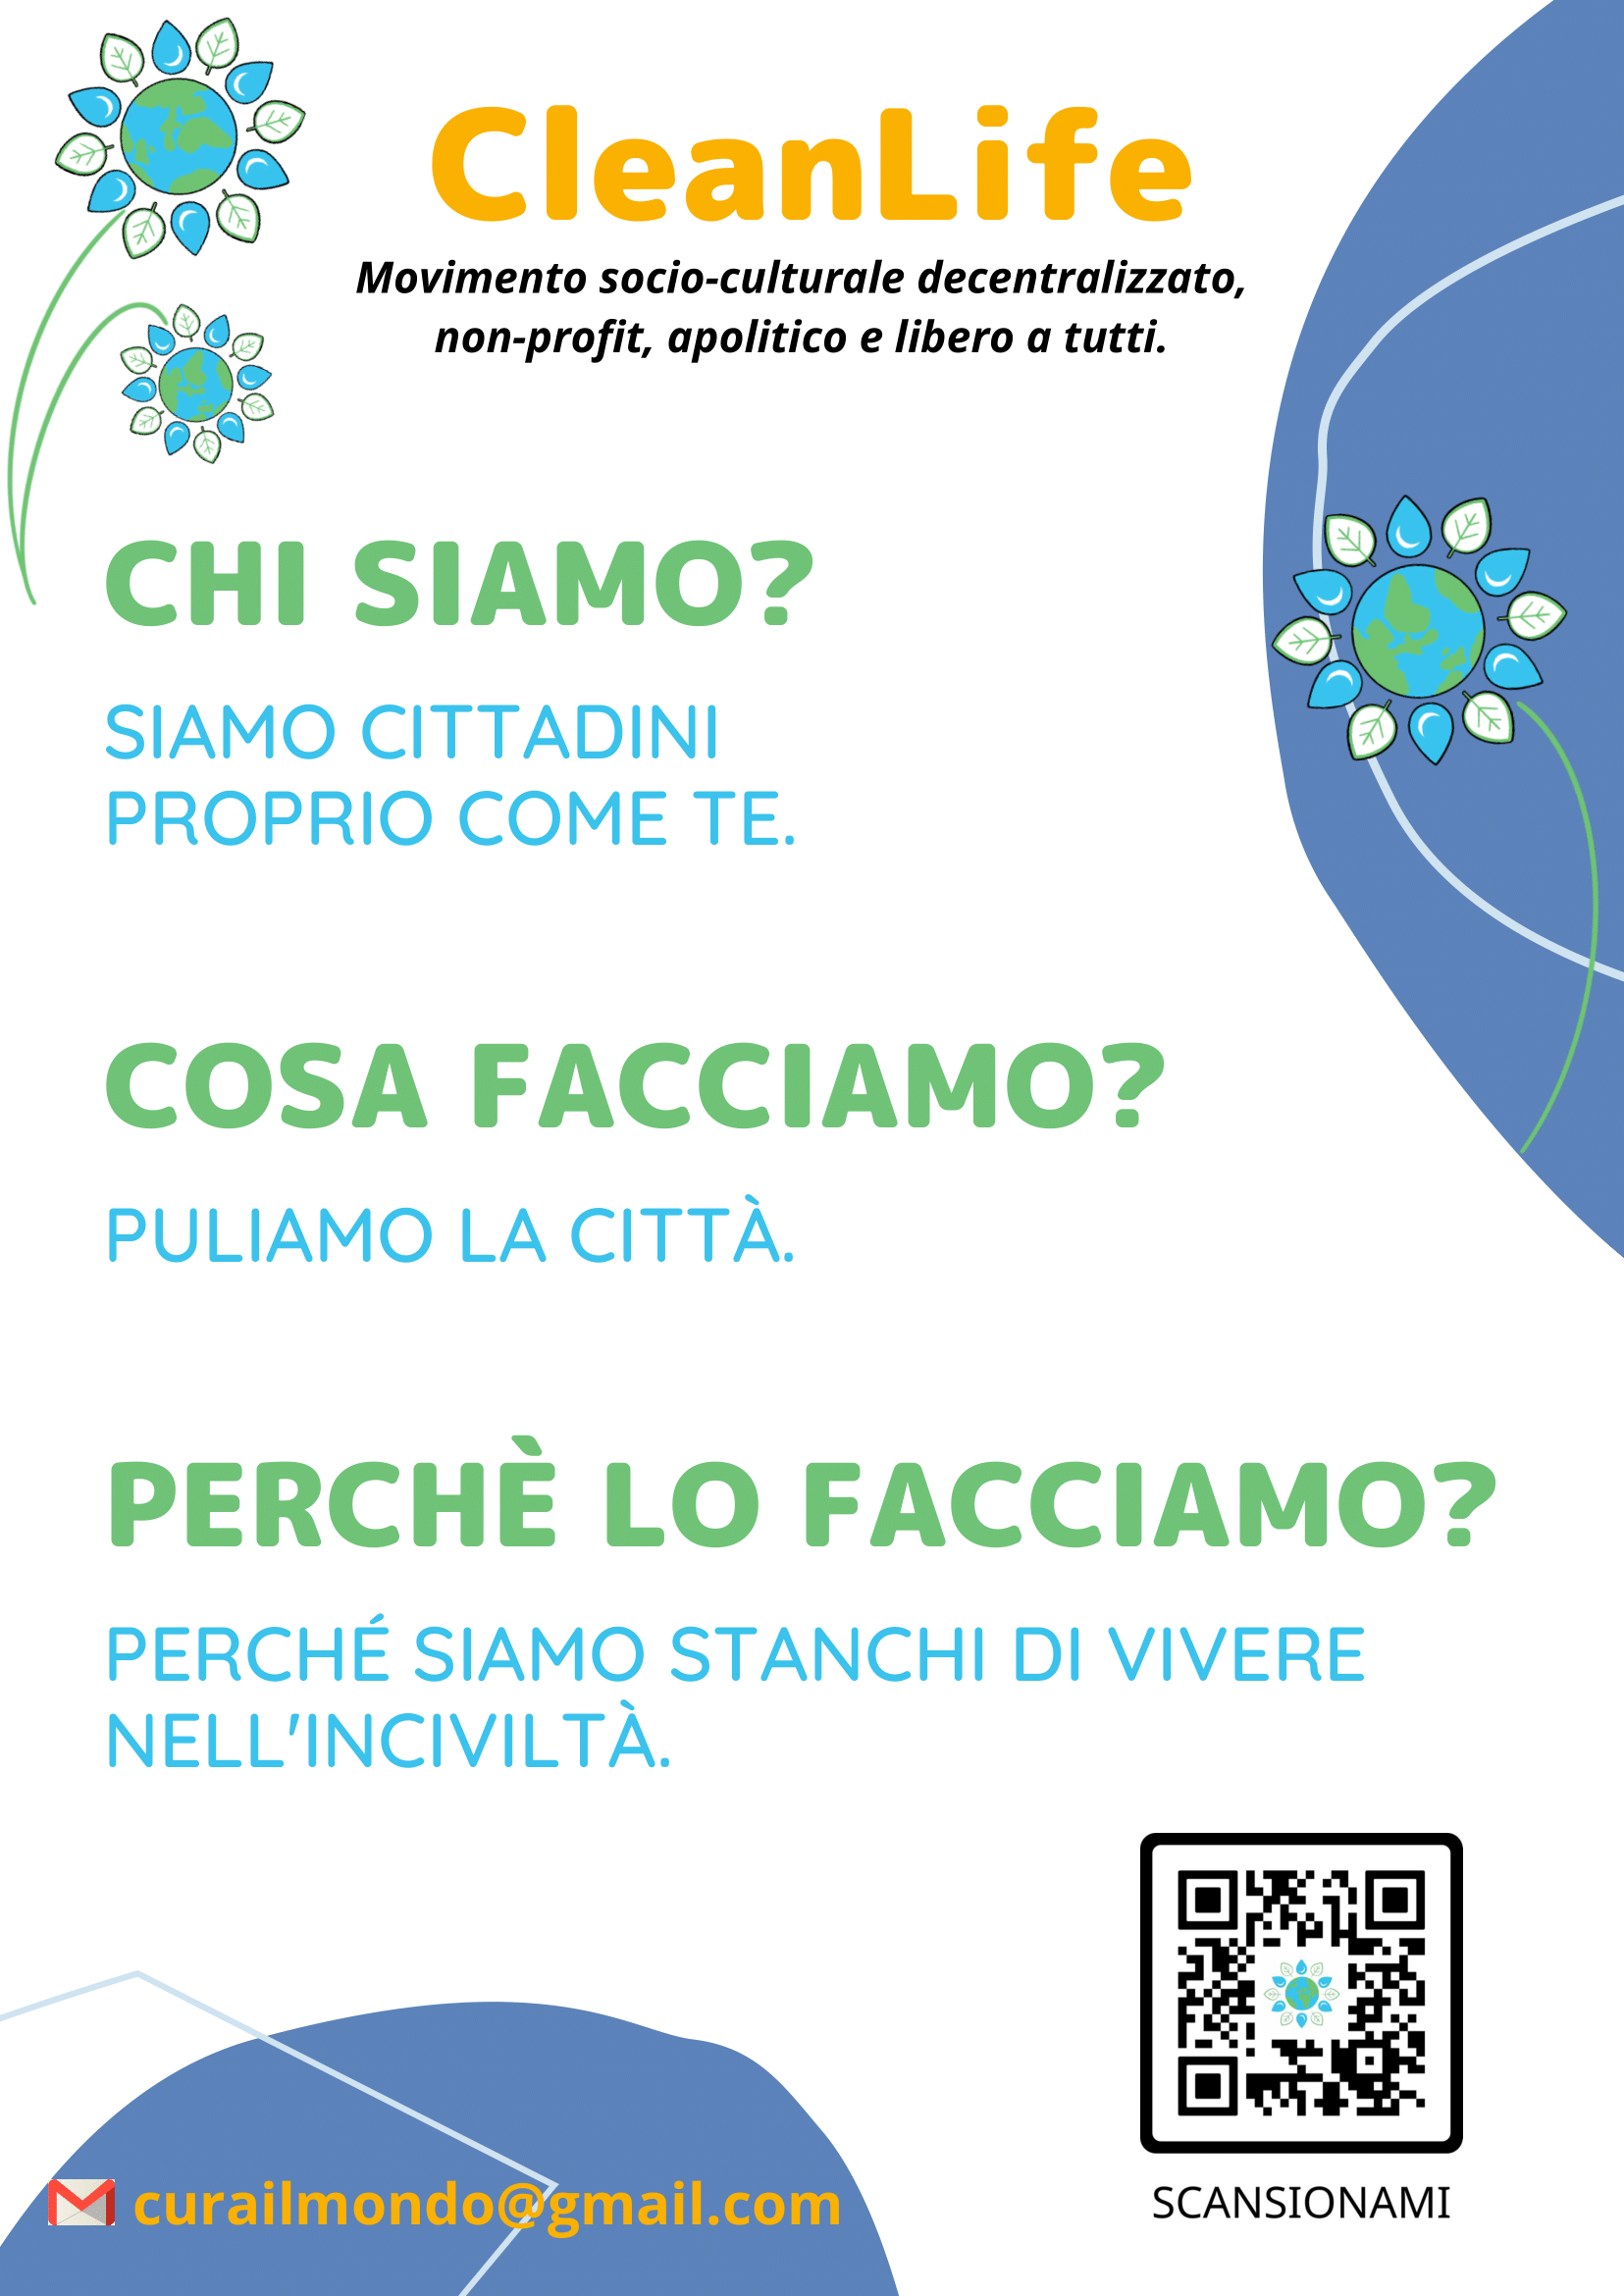 CleanLife
Movimento socio-culturale decentralizzato,
non-profit, apolitico e libero a tutti.
CHI SIAMO?
SIAMO CITTADINI
PROPRIO COME TE.
COSA FACCIAMO?
PULIAMO LA CITTÀ.
PERCHÈ LO FACCIAMO?
PERCHÉ SIAMO STANCHI DI VIVERE
NELL'INCIVILTÀ.
curailmondo@gmail.com
SCANSIONAMI